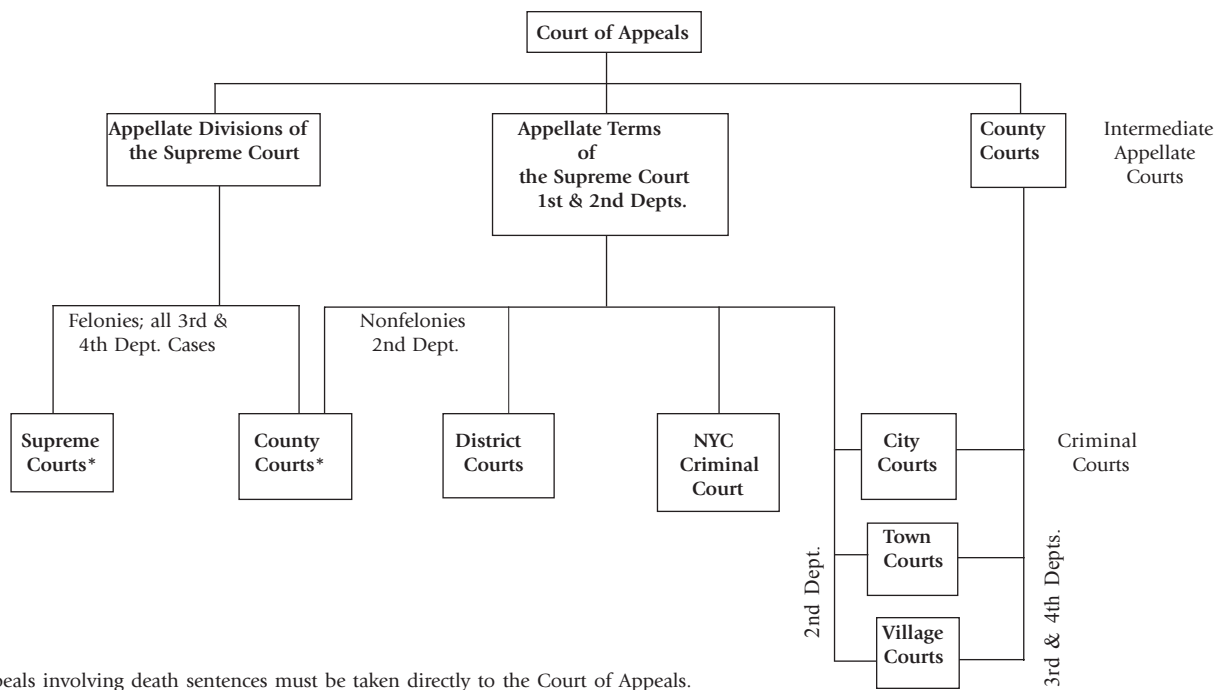 Court of Appeals
Appellate Divisions of
the Supreme Court
Appellate Terms
of
the Supreme Court
1st & 2nd Depts.
County
Courts
Intermediate
Appellate
Courts
Felonies; all 3rd &
4th Dept. Cases
Nonfelonies
2nd Dept.
Supreme
Courts*
County
Courts*
District
Courts
NYC
Criminal
Court
City
Courts
Criminal
Courts
Town
Courts
Village
Courts
2nd Dept.
3rd & 4th Depts.
peals involving death sentences must be taken directly to the Court of Appeals.